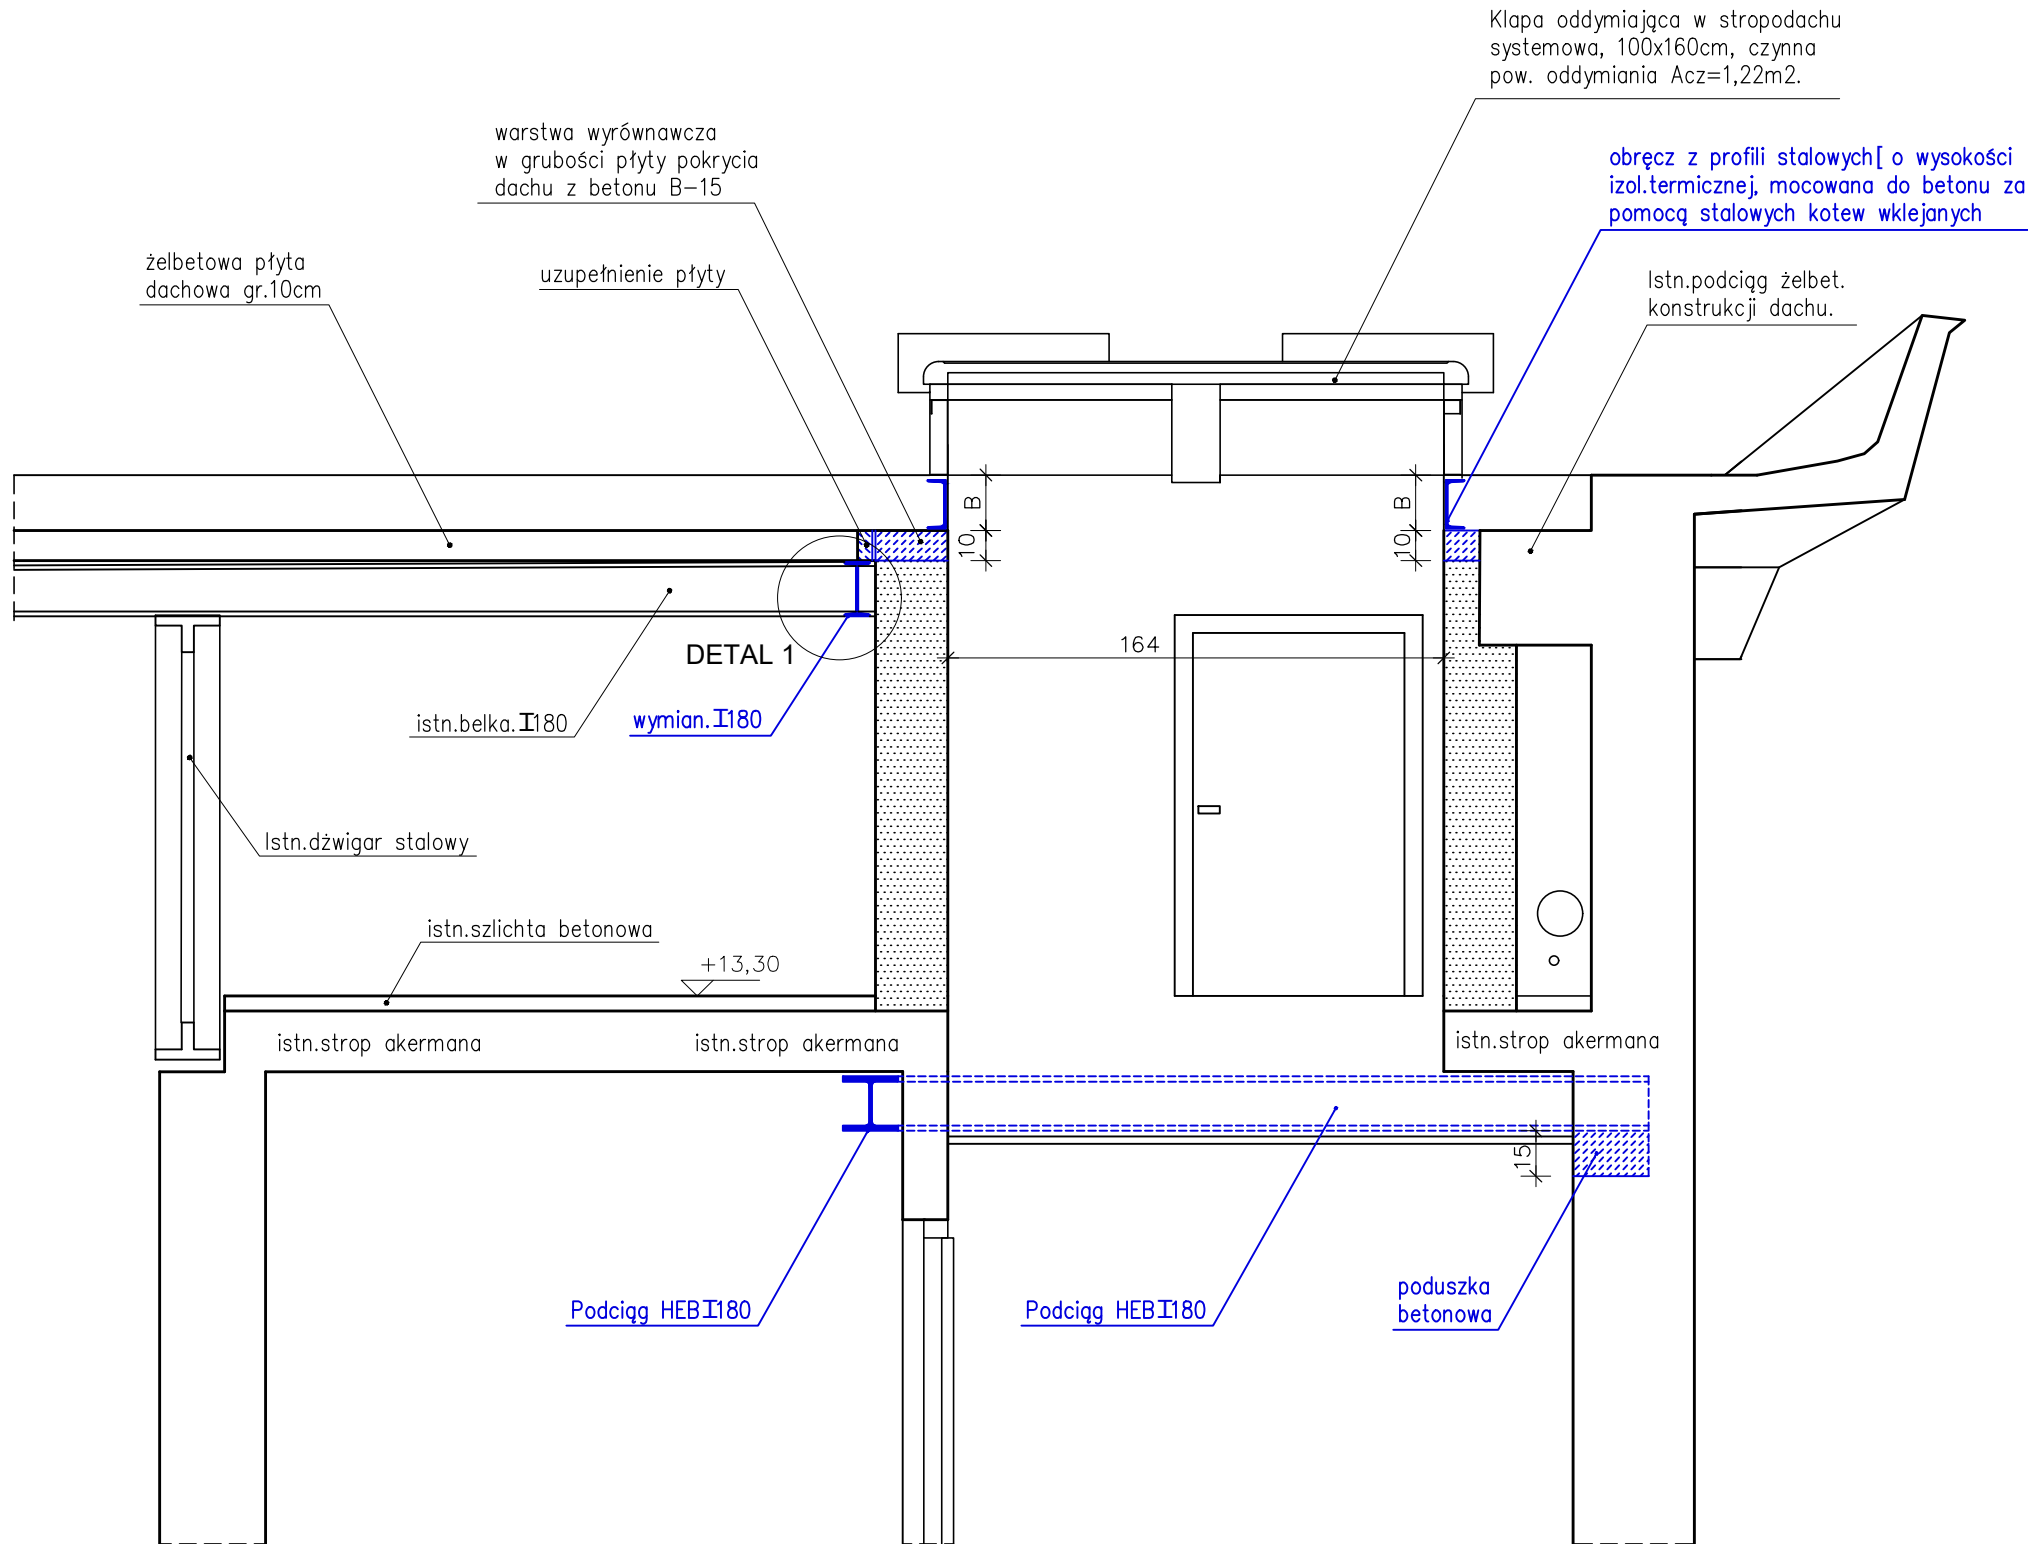 Klapa oddymiająca w stropodachu
systemowa, 100x160cm, czynna
pow. oddymiania Acz=1,22m2.
warstwa wyrównawcza
w grubości płyty pokrycia
dachu z betonu B-15
obręcz z profili stalowych[ o wysokości
izol.termicznej, mocowana do betonu za
pomocą stalowych kotew wklejanych
żelbetowa płyta
dachowa gr.10cm
uzupełnienie płyty
Istn.podciąg żelbet.
konstrukcji dachu.
B
B
10
10
DETAL 1
164
istn.belka.I180
wymian.I180
Istn.dżwigar stalowy
istn.szlichta betonowa
+13,30
istn.strop akermana
istn.strop akermana
istn.strop akermana
15
Podciąg HEBI180
Podciąg HEBI180
poduszka
betonowa